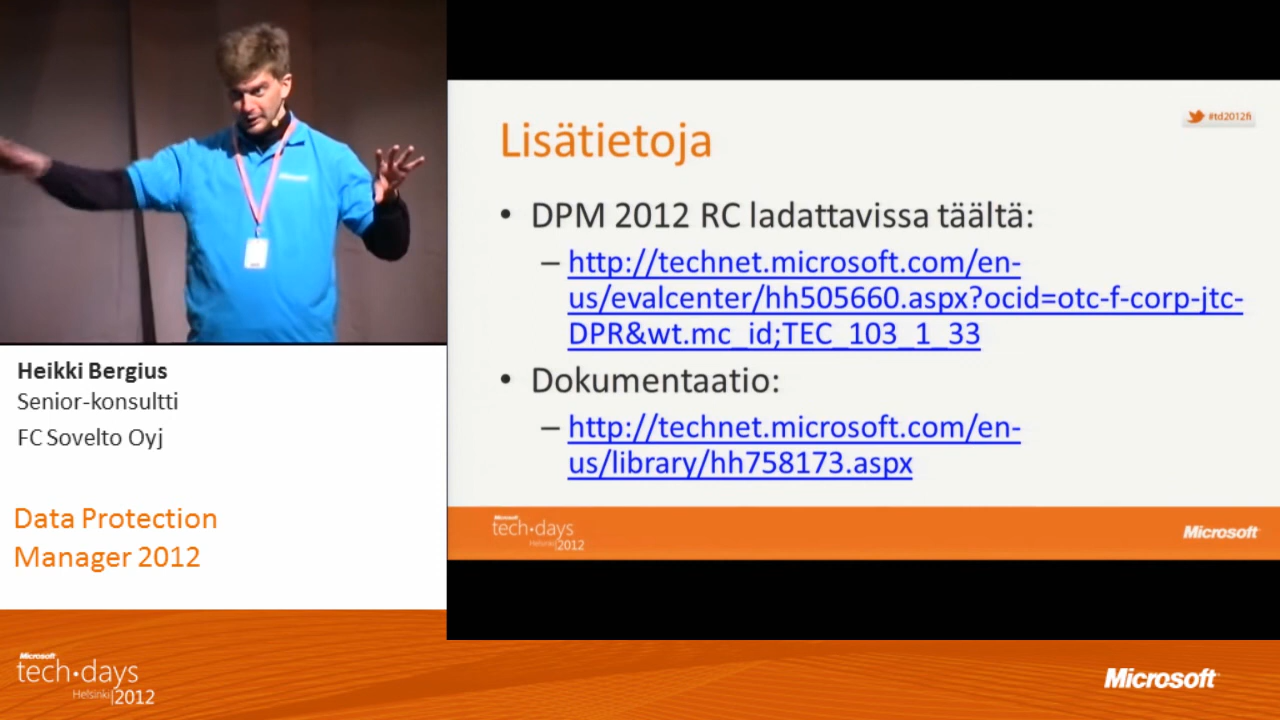 Heikki Bergius
Senior-konsultti
FC Sovelto Oyj
Data Protection
Manager 2012
#td2012fi
Lisätietoja
• DPM 2012 RC ladattavissa täältä:
– http://technet.microsoft.com/en-
us/evalcenter/hh505660.aspx?ocid=otc-f-corp-jtc-
DPR&wt.mc_id;TEC_103_1_33
• Dokumentaatio:
– http://technet.microsoft.com/en-
us/library/hh758173.aspx
Microsoft
tech·days
Helsinki|2012
Microsoft
Microsoft
tech·days
Helsinki|2012
Microsoft